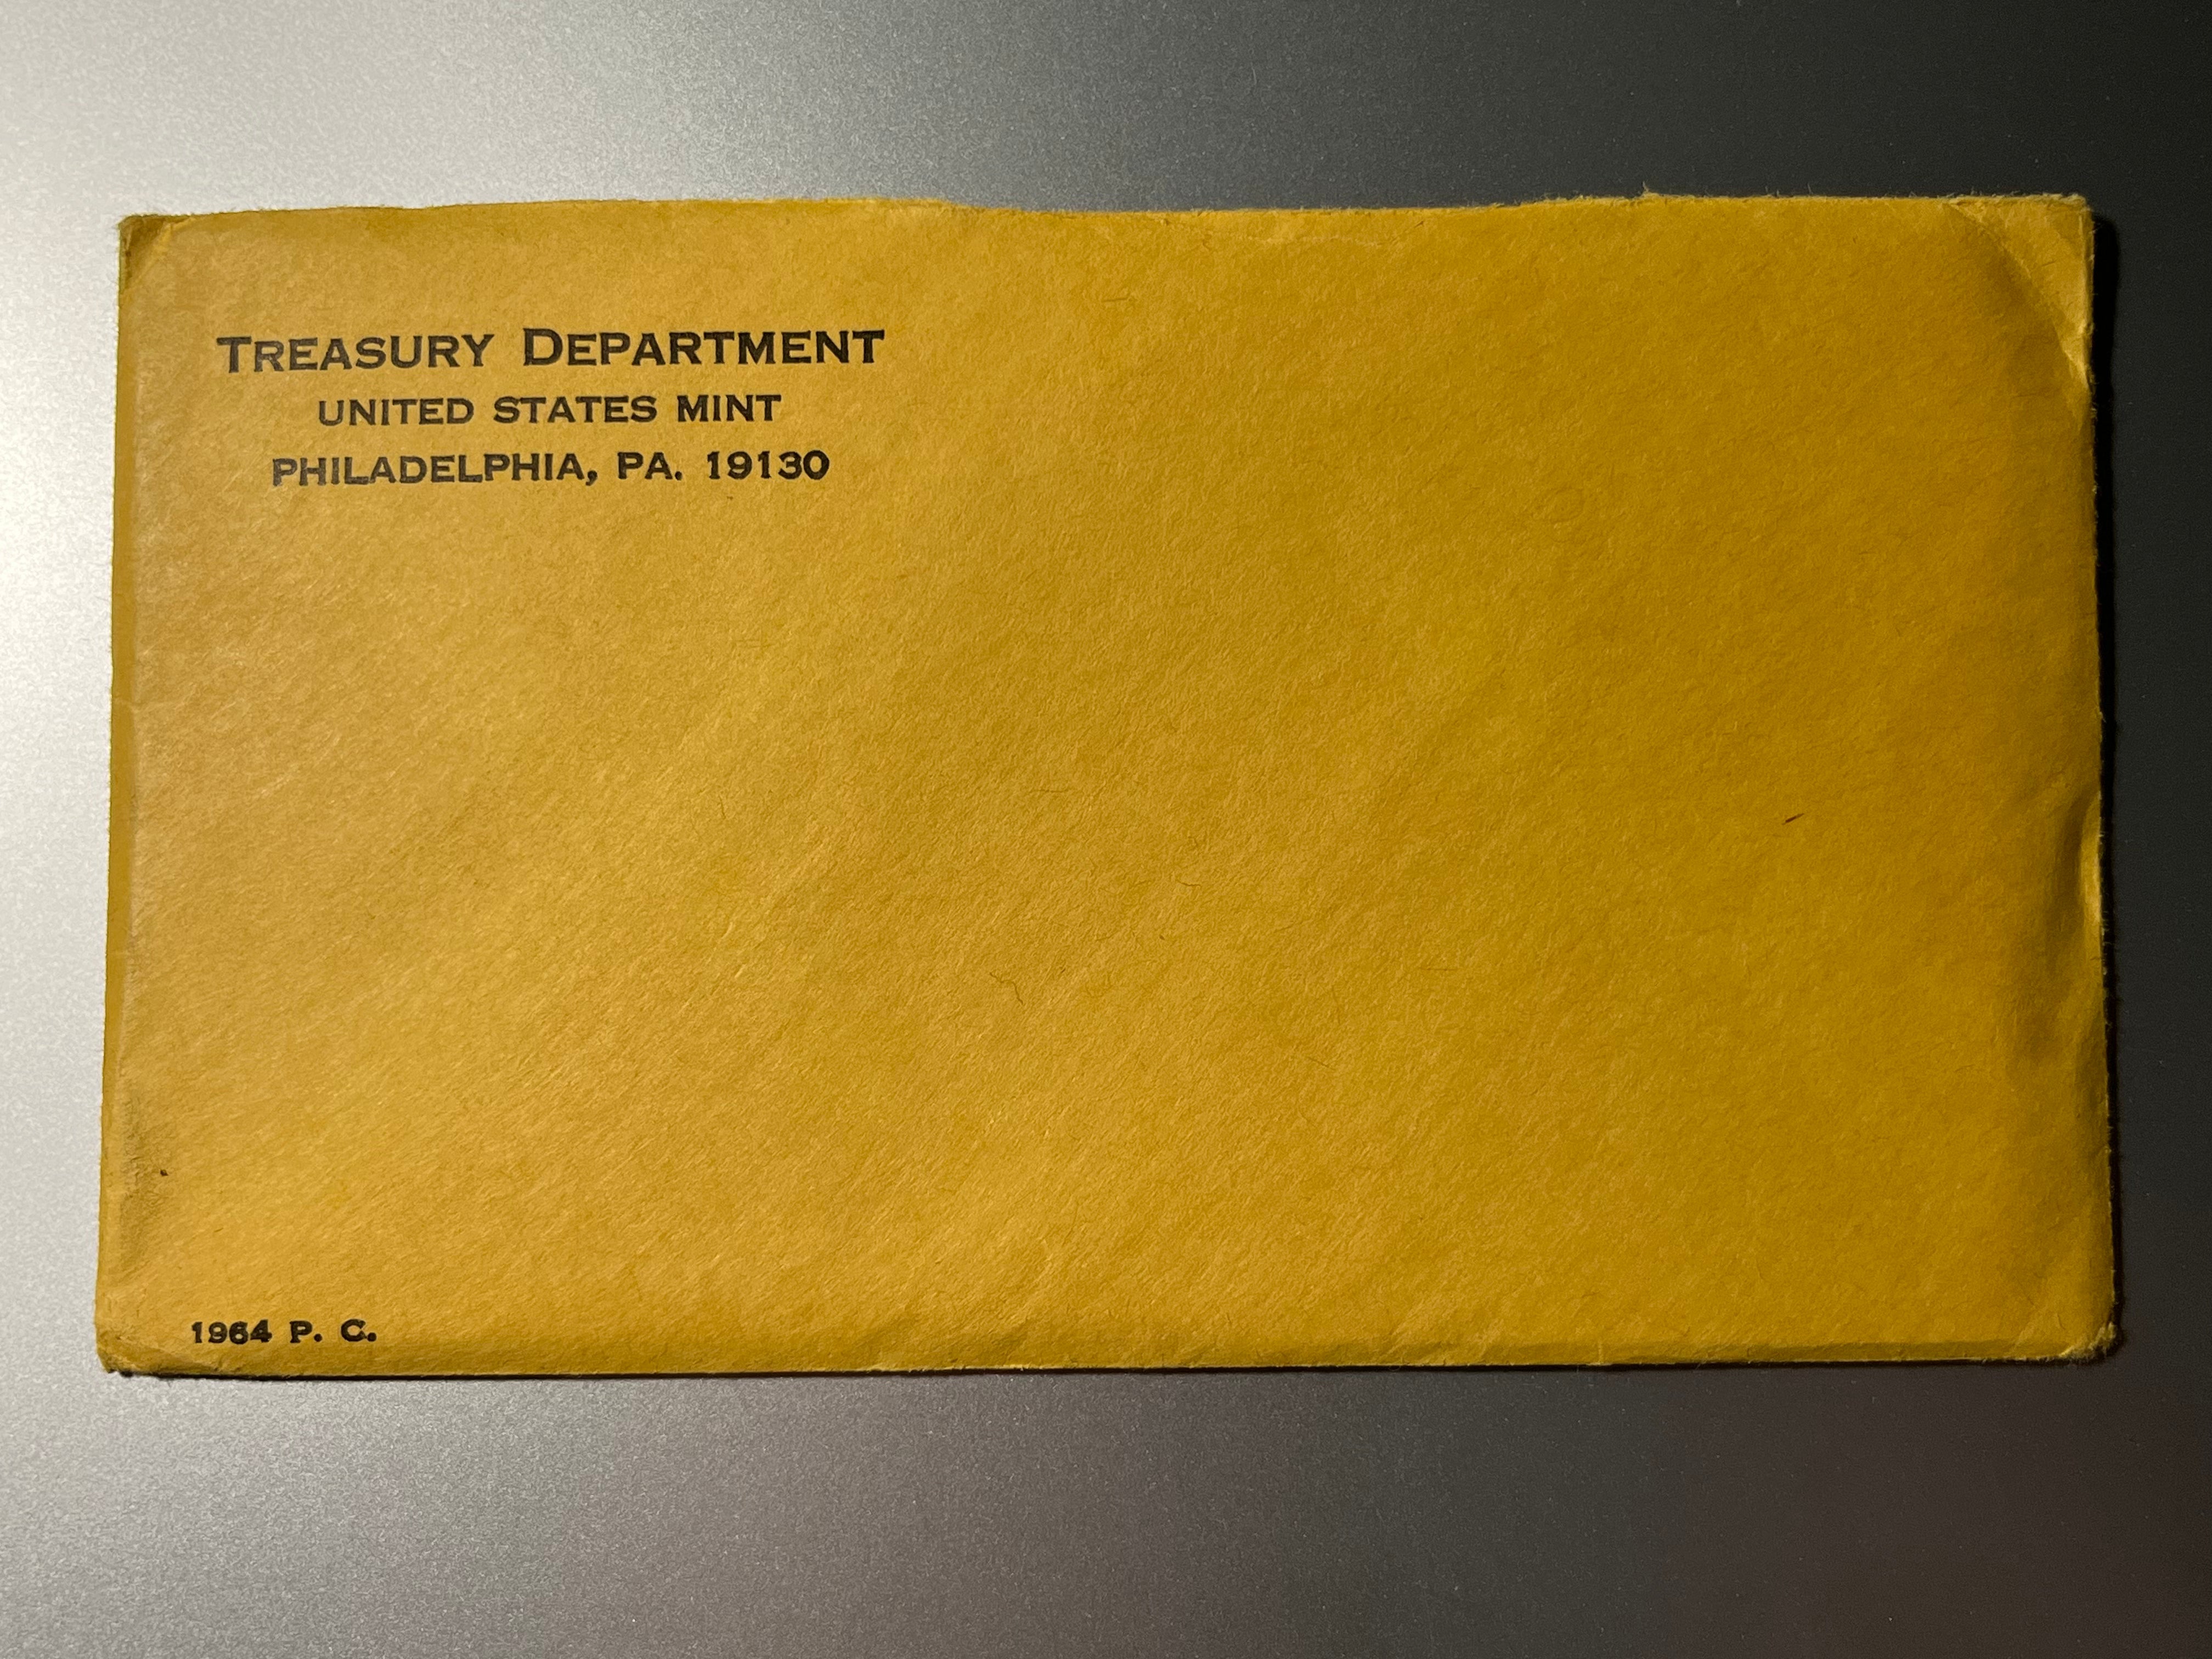 TREASURY DEPARTMENT
UNITED STATES MINT
PHILADELPHIA, PA. 19130
1964 P. C.